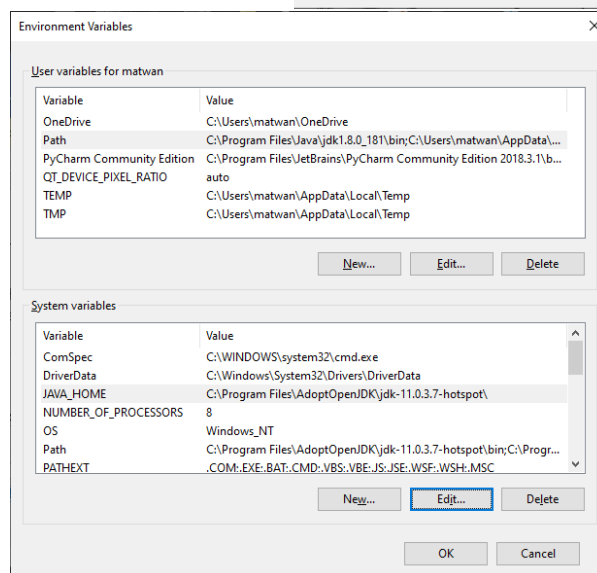 Environment Variables
User variables for matwan
Variable Value
OneDrive C:\Users\matwan\OneDrive
Path C:\Program Files\Java\jdk1.8.0_181\bin;C:\Users\matwan\AppData\...
PyCharm Community Edition C:\Program Files\JetBrains\PyCharm Community Edition 2018.3.1\b...
QT_DEVICE_PIXEL_RATIO auto
TEMP C:\Users\matwan\AppData\Local\Temp
TMP C:\Users\matwan\AppData\Local\Temp
New... Edit... Delete
System variables
Variable Value
ComSpec C:\WINDOWS\system32\cmd.exe
DriverData C:\Windows\System32\Drivers\DriverData
JAVA_HOME C:\Program Files\AdoptOpenJDK\jdk-11.0.3.7-hotspot\
NUMBER_OF_PROCESSORS 8
OS Windows_NT
Path C:\Program Files\AdoptOpenJDK\jdk-11.0.3.7-hotspot\bin;C:\Progr...
PATHEXT .COM;.EXE;.BAT;.CMD;.VBS;.VBE;.JS;.JSE;.WSF;.WSH;.MSC
New... Edit... Delete
OK Cancel